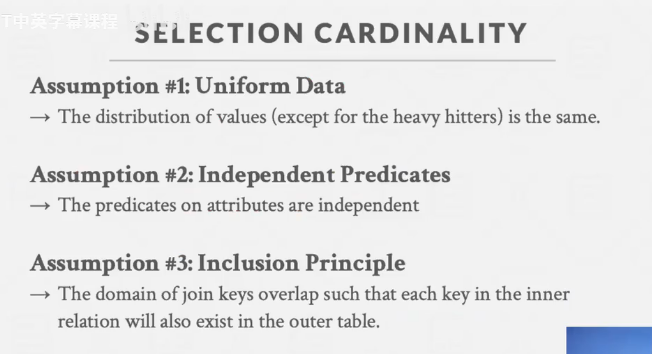 T中英字幕课程
SELECTION CARDINALITY
Assumption #1: Uniform Data
→ The distribution of values (except for the heavy hitters) is the same.
Assumption #2: Independent Predicates
→ The predicates on attributes are independent
Assumption #3: Inclusion Principle
→ The domain of join keys overlap such that each key in the inner
relation will also exist in the outer table.